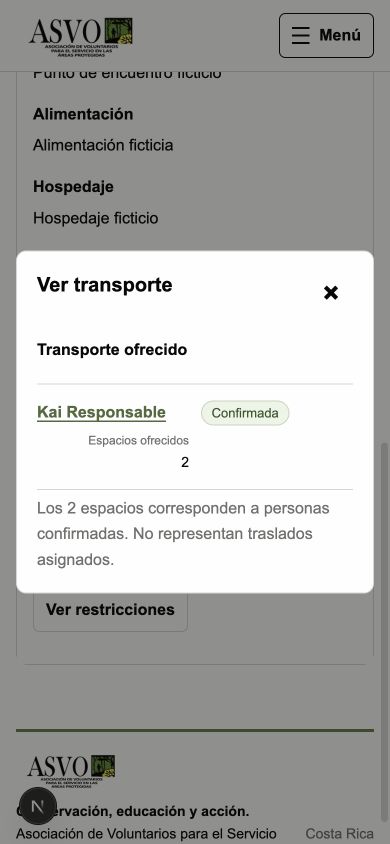 ASVO
ASOCIACIÓN DE VOLUNTARIOS
PARA EL SERVICIO EN LAS
ÁREAS PROTEGIDAS
Menú
Punto de encuentro ficticio
Alimentación
Alimentación ficticia
Hospedaje
Hospedaje ficticio
Ver transporte
Transporte ofrecido
Kai Responsable
Confirmada
Espacios ofrecidos
2
Los 2 espacios corresponden a personas
confirmadas. No representan traslados
asignados.
Ver restricciones
ASVO
ASOCIACIÓN DE VOLUNTARIOS
PARA EL SERVICIO EN LAS
ÁREAS PROTEGIDAS
N
educación y acción.
Asociación de Voluntarios para el Servicio
Costa Rica